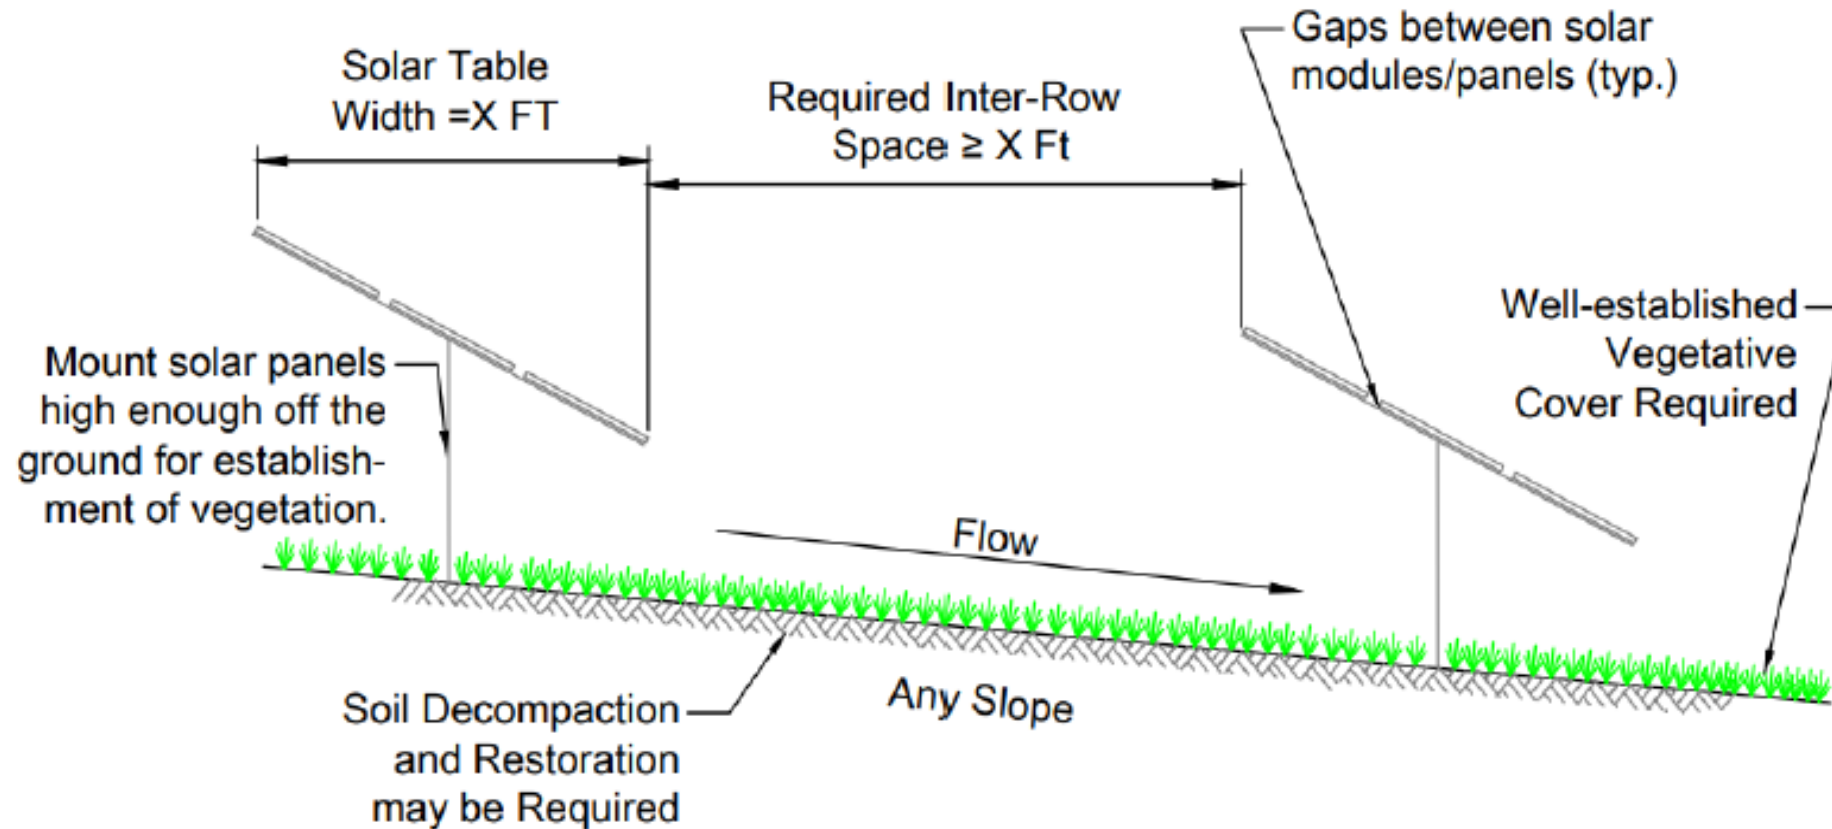 Solar Table
Width =X FT
Required Inter-Row
Space ≥ X Ft
Gaps between solar
modules/panels (typ.)
Mount solar panels
high enough off the
ground for establish-
ment of vegetation.
Well-established
Vegetative
Cover Required
Flow
Any Slope
Soil Decompaction
and Restoration
may be Required